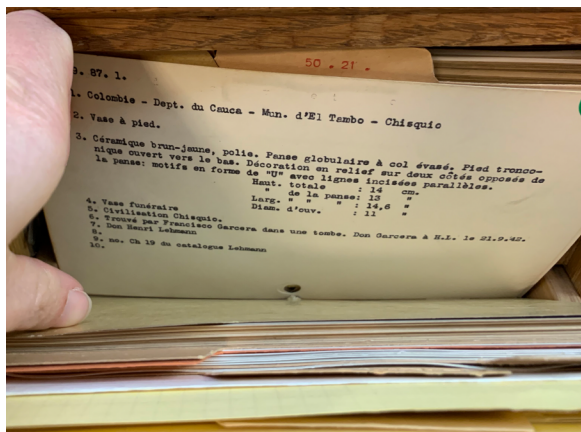 50 . 21 .
9. 87. 1.
1. Colombie - Dept. du Cauca - Mun. d'El Tambo - Chisquio
2. Vase à pied.
3. Céramique brun-jaune, polie. Panse globulaire à col évasé. Pied tronco-
nique ouvert vers le bas. Décoration en relief sur deux côtés opposés de
la panse: motifs en forme de "U" avec lignes incisées parallèles.
Haut. totale : 14 cm.
" de la panse: 13 "
Larg. " " " : 14,6 "
Diam. d'ouv. : 11 "
4. Vase funéraire
5. Civilisation Chisquio.
6. Trouvé par Francisco Garcera dans une tombe. Don Garcera à H.L. le 21.9.42.
7. Don Henri Lehmann
8.
9. no. Ch 19 du catalogue Lehmann
10.